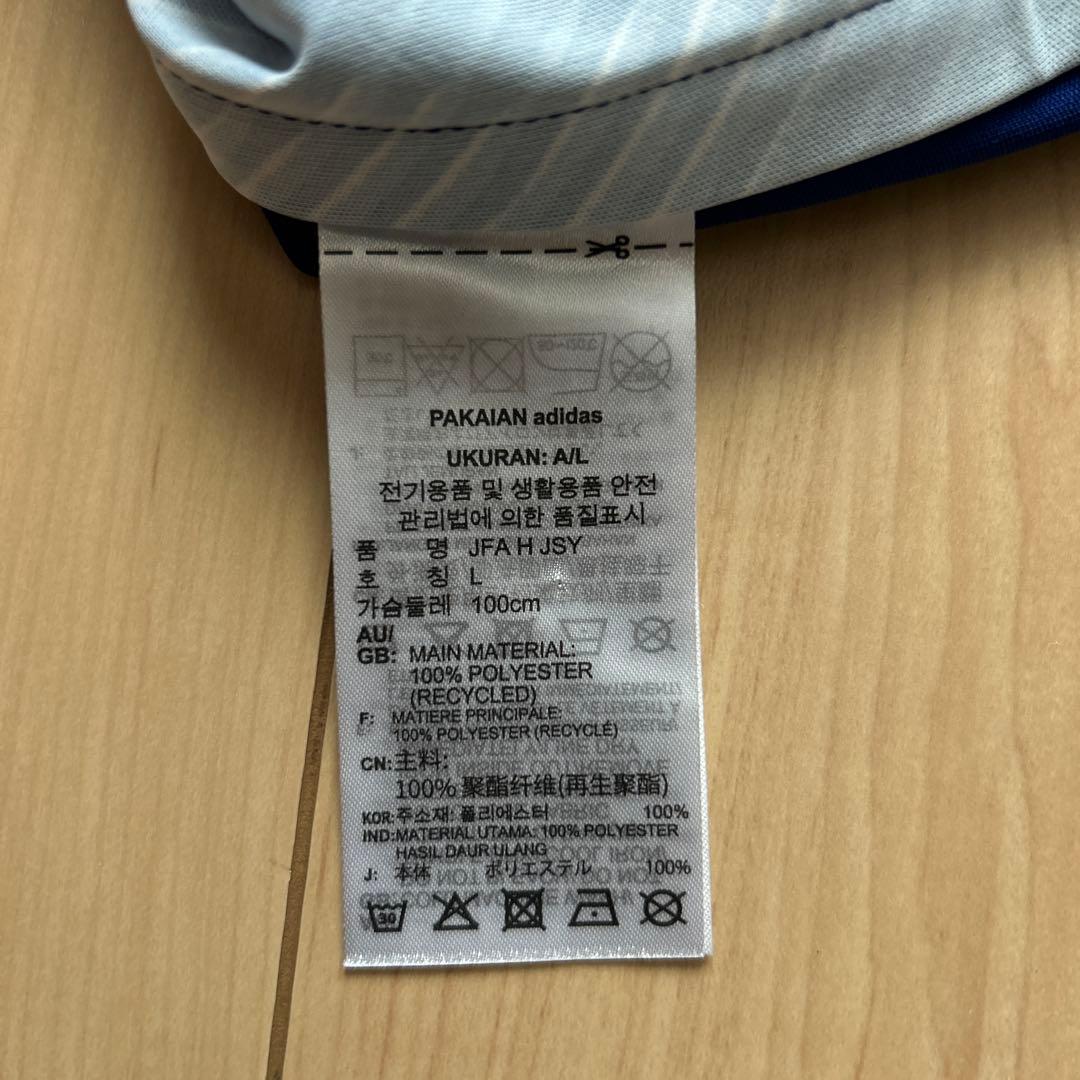 PAKAIAN adidas
UKURAN: A/L
전기용품 및 생활용품 안전
관리법에 의한 품질표시
품 명 JFA H JSY
호 칭 L
가슴둘레 100cm
AU/
GB: MAIN MATERIAL:
100% POLYESTER
(RECYCLED)
F: MATIERE PRINCIPALE:
100% POLYESTER (RECYCLÉ)
CN:主料:
100% 聚酯纤维(再生聚酯)
KOR:주소재: 폴리에스터 100%
IND:MATERIAL UTAMA: 100% POLYESTER
HASIL DAUR ULANG
J: 本体 ポリエステル 100%
30